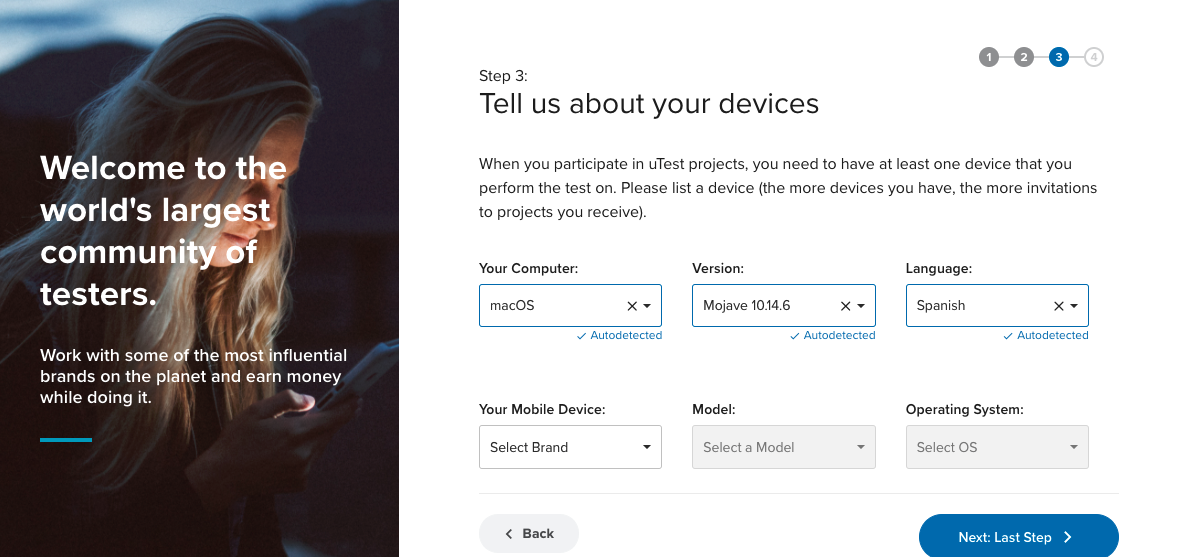 Welcome to the
world's largest
community of
testers.
Work with some of the most influential
brands on the planet and earn money
while doing it.
1 2 3 4
Step 3:
Tell us about your devices
When you participate in uTest projects, you need to have at least one device that you
perform the test on. Please list a device (the more devices you have, the more invitations
to projects you receive).
Your Computer: Version: Language:
macOS Mojave 10.14.6 Spanish
Autodetected Autodetected Autodetected
Your Mobile Device: Model: Operating System:
Select Brand Select a Model Select OS
Back Next: Last Step